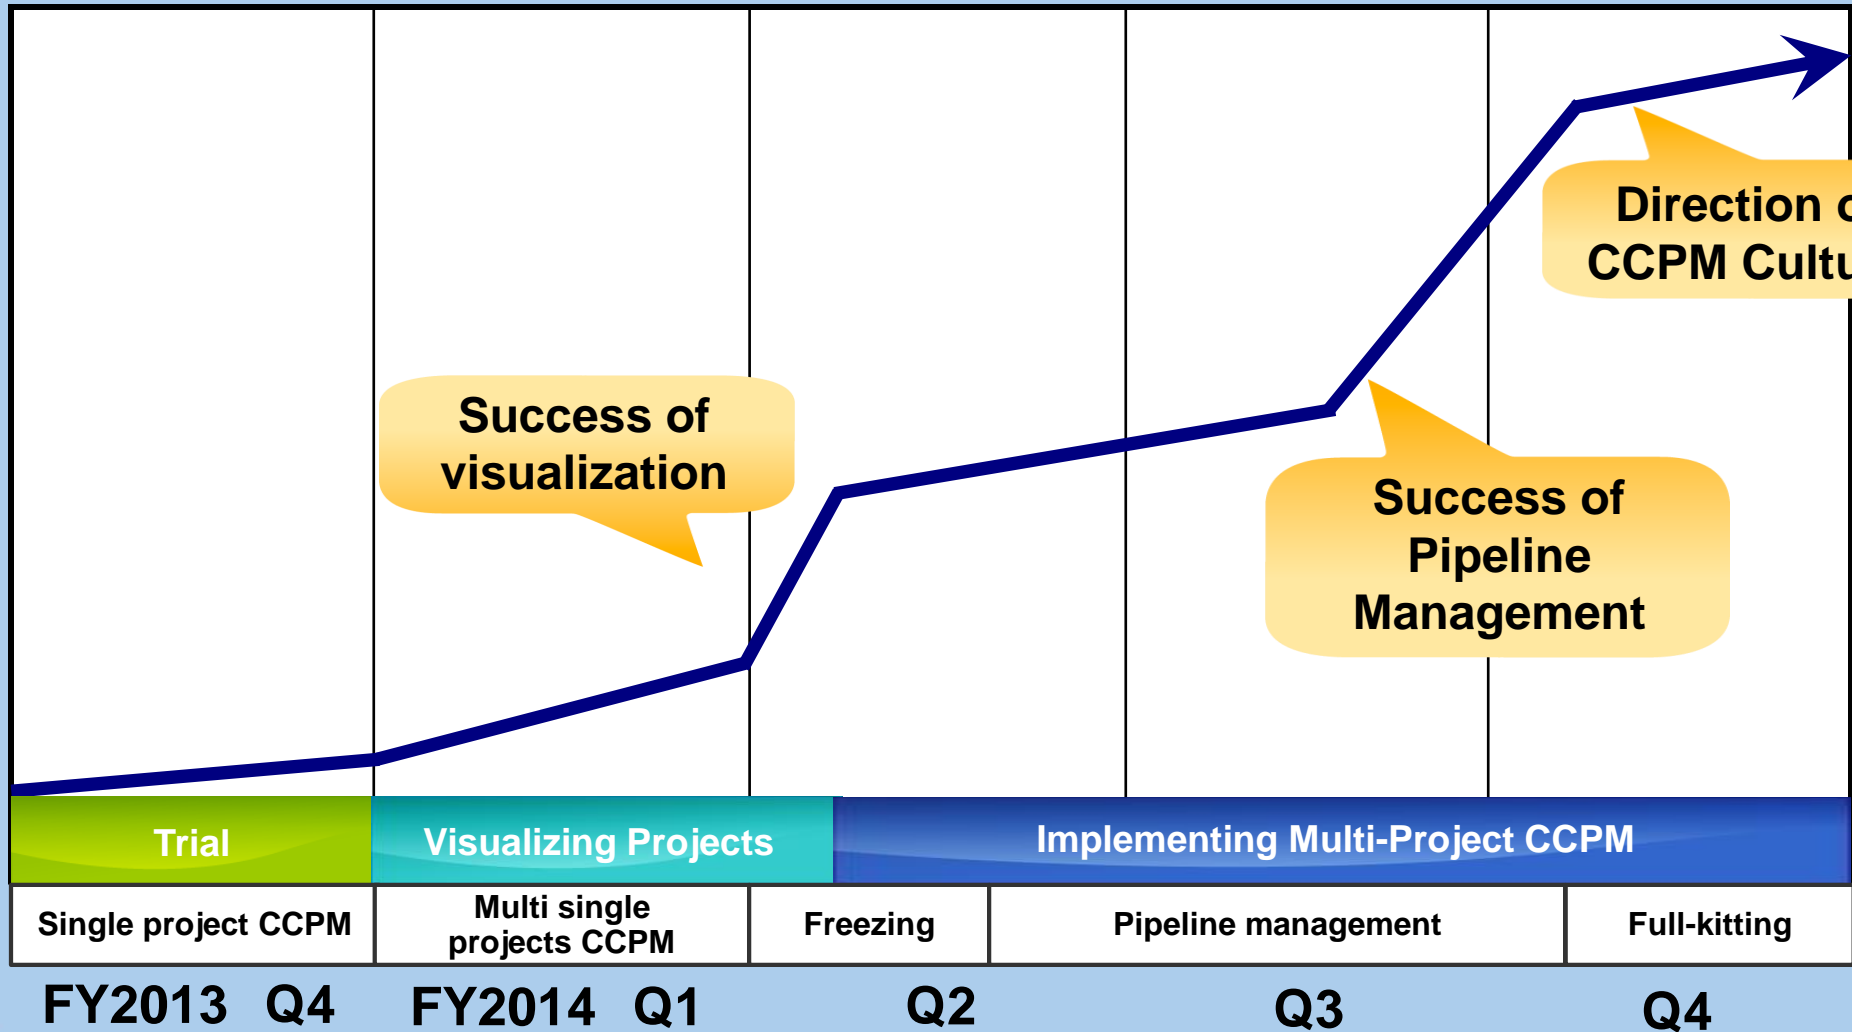 Direction o
CCPM Cultu
Success of
visualization
Success of
Pipeline
Management
Trial
Visualizing Projects
Implementing Multi-Project CCPM
Single project CCPM
Multi single
projects CCPM
Freezing
Pipeline management
Full-kitting
FY2013 Q4
FY2014 Q1
Q2
Q3
Q4